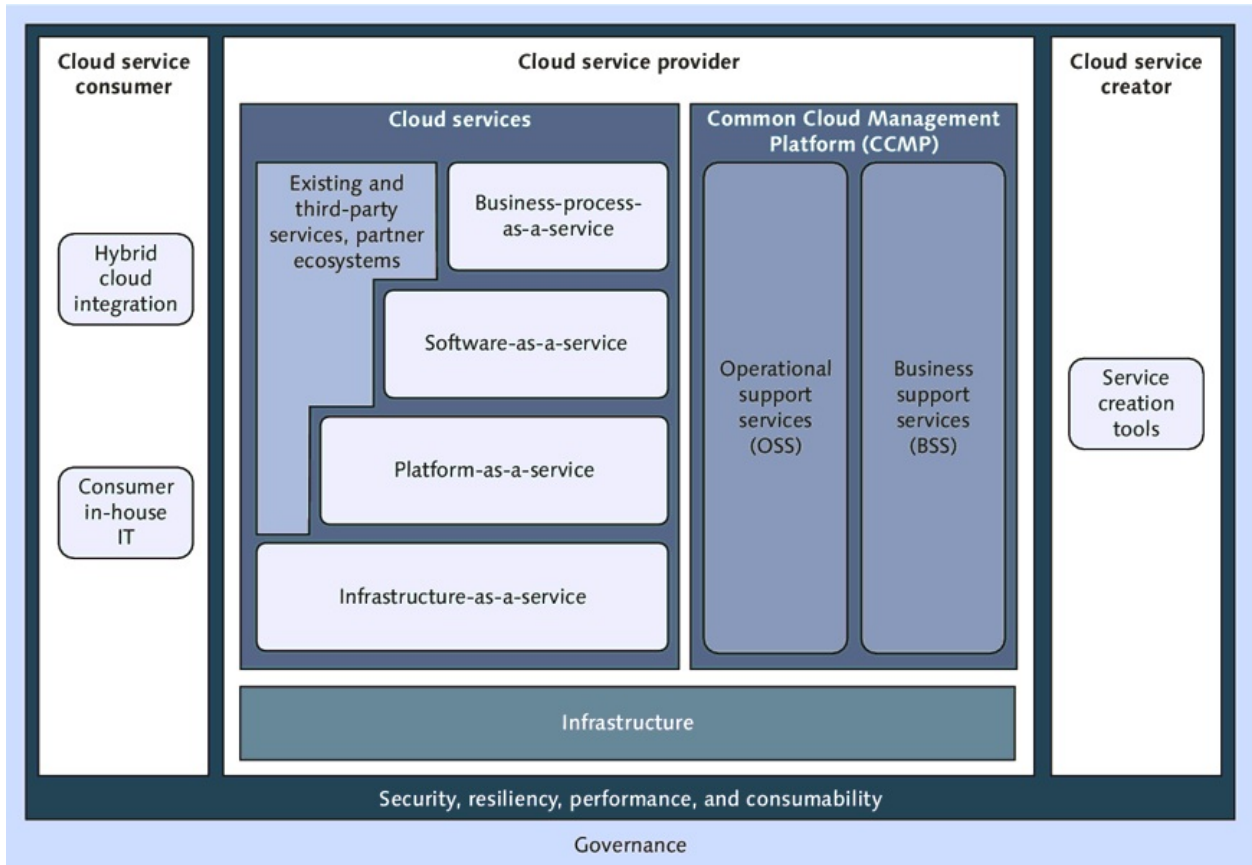 Cloud service
consumer
Hybrid
cloud
integration
Consumer
in-house
IT
Cloud service provider
Cloud services
Existing and
third-party
services, partner
ecosystems
Business-process-
as-a-service
Software-as-a-service
Platform-as-a-service
Infrastructure-as-a-service
Common Cloud Management
Platform (CCMP)
Operational
support
services
(OSS)
Business
support
services
(BSS)
Infrastructure
Cloud service
creator
Service
creation
tools
Security, resiliency, performance, and consumability
Governance